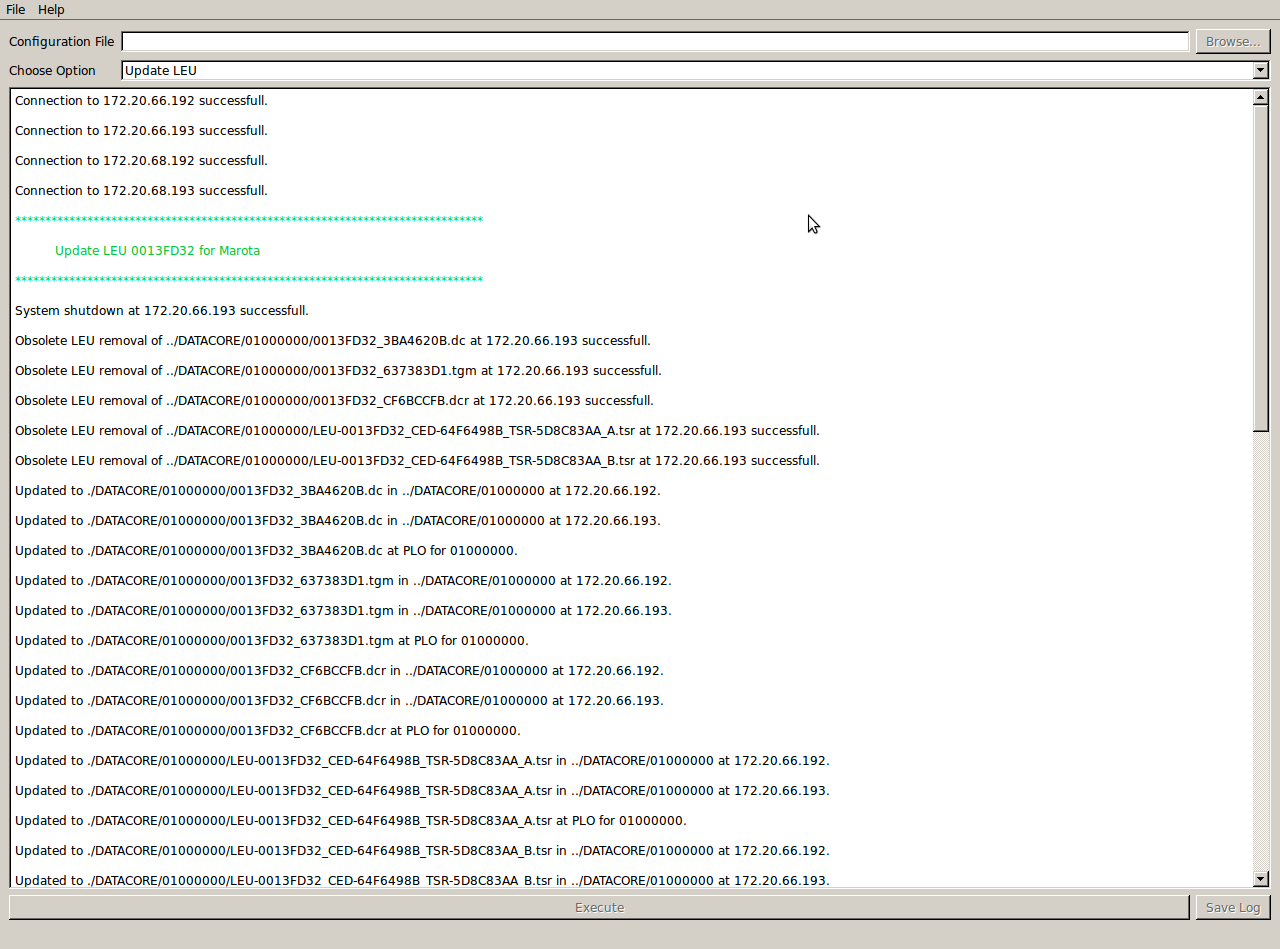 File Help
Configuration File Browse...
Choose Option Update LEU
Connection to 172.20.66.192 successfull.
Connection to 172.20.66.193 successfull.
Connection to 172.20.68.192 successfull.
Connection to 172.20.68.193 successfull.
******************************************************************************
Update LEU 0013FD32 for Marota
******************************************************************************
System shutdown at 172.20.66.193 successfull.
Obsolete LEU removal of ../DATACORE/01000000/0013FD32_3BA4620B.dc at 172.20.66.193 successfull.
Obsolete LEU removal of ../DATACORE/01000000/0013FD32_637383D1.tgm at 172.20.66.193 successfull.
Obsolete LEU removal of ../DATACORE/01000000/0013FD32_CF6BCCFB.dcr at 172.20.66.193 successfull.
Obsolete LEU removal of ../DATACORE/01000000/LEU-0013FD32_CED-64F6498B_TSR-5D8C83AA_A.tsr at 172.20.66.193 successfull.
Obsolete LEU removal of ../DATACORE/01000000/LEU-0013FD32_CED-64F6498B_TSR-5D8C83AA_B.tsr at 172.20.66.193 successfull.
Updated to ./DATACORE/01000000/0013FD32_3BA4620B.dc in ../DATACORE/01000000 at 172.20.66.192.
Updated to ./DATACORE/01000000/0013FD32_3BA4620B.dc in ../DATACORE/01000000 at 172.20.66.193.
Updated to ./DATACORE/01000000/0013FD32_3BA4620B.dc at PLO for 01000000.
Updated to ./DATACORE/01000000/0013FD32_637383D1.tgm in ../DATACORE/01000000 at 172.20.66.192.
Updated to ./DATACORE/01000000/0013FD32_637383D1.tgm in ../DATACORE/01000000 at 172.20.66.193.
Updated to ./DATACORE/01000000/0013FD32_637383D1.tgm at PLO for 01000000.
Updated to ./DATACORE/01000000/0013FD32_CF6BCCFB.dcr in ../DATACORE/01000000 at 172.20.66.192.
Updated to ./DATACORE/01000000/0013FD32_CF6BCCFB.dcr in ../DATACORE/01000000 at 172.20.66.193.
Updated to ./DATACORE/01000000/0013FD32_CF6BCCFB.dcr at PLO for 01000000.
Updated to ./DATACORE/01000000/LEU-0013FD32_CED-64F6498B_TSR-5D8C83AA_A.tsr in ../DATACORE/01000000 at 172.20.66.192.
Updated to ./DATACORE/01000000/LEU-0013FD32_CED-64F6498B_TSR-5D8C83AA_A.tsr in ../DATACORE/01000000 at 172.20.66.193.
Updated to ./DATACORE/01000000/LEU-0013FD32_CED-64F6498B_TSR-5D8C83AA_A.tsr at PLO for 01000000.
Updated to ./DATACORE/01000000/LEU-0013FD32_CED-64F6498B_TSR-5D8C83AA_B.tsr in ../DATACORE/01000000 at 172.20.66.192.
Updated to ./DATACORE/01000000/LEU-0013FD32_CED-64F6498B_TSR-5D8C83AA_B.tsr in ../DATACORE/01000000 at 172.20.66.193.
Execute Save Log